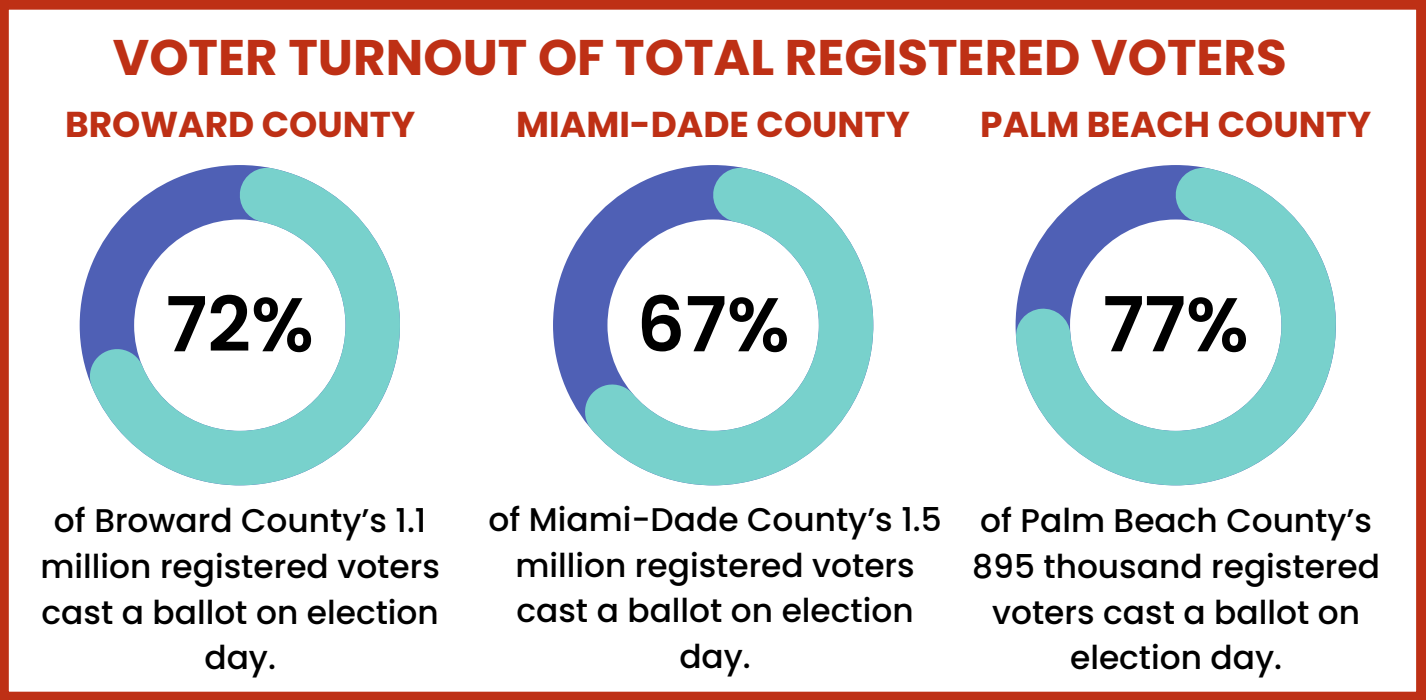 VOTER TURNOUT OF TOTAL REGISTERED VOTERS
BROWARD COUNTY
72%
of Broward County’s 1.1
million registered voters
cast a ballot on election
day.
MIAMI-DADE COUNTY
67%
of Miami-Dade County’s 1.5
million registered voters
cast a ballot on election
day.
PALM BEACH COUNTY
77%
of Palm Beach County’s
895 thousand registered
voters cast a ballot on
election day.